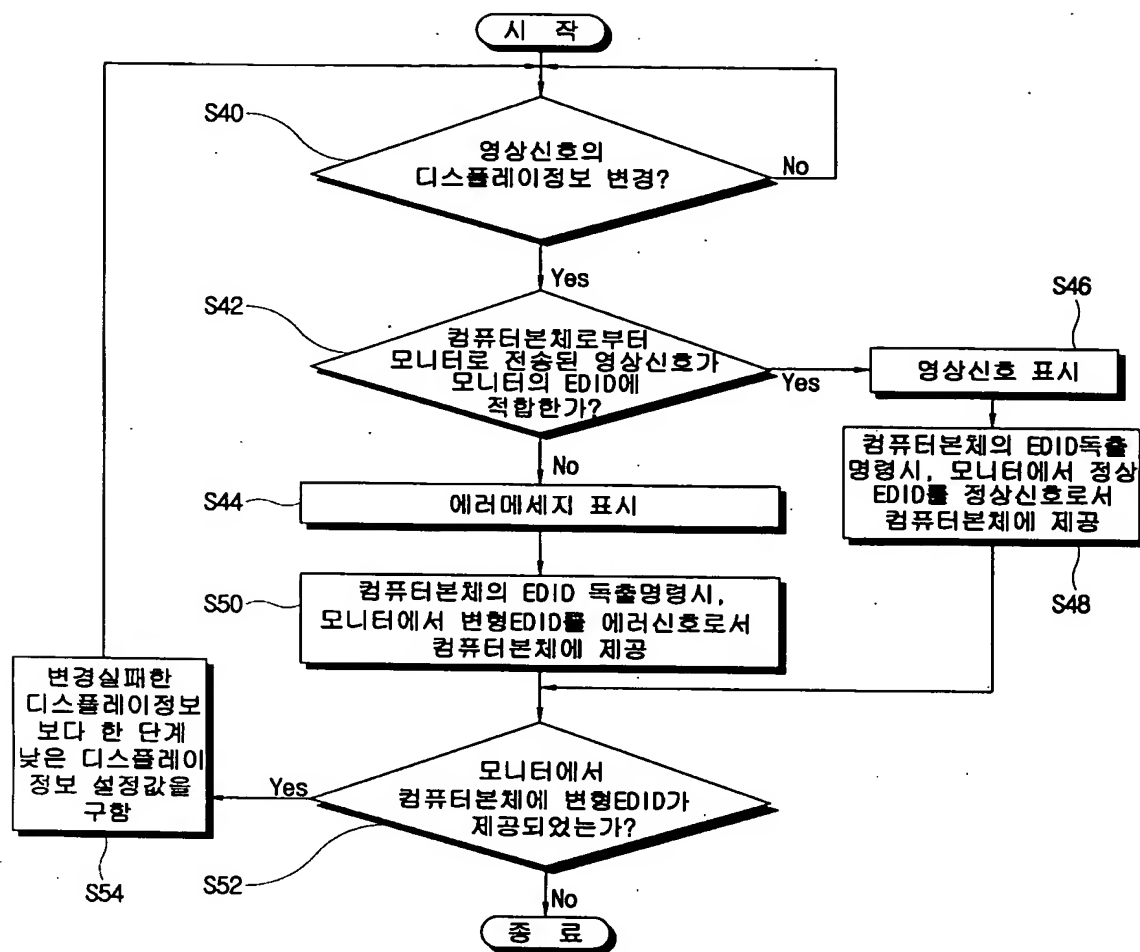 시 작
S40
영상신호의
디스플레이정보 변경?
No
Yes
S42
컴퓨터본체로부터
모니터로 전송된 영상신호가
모니터의 EDID에
적합한가?
Yes
S46
영상신호 표시
No
S44
에러메세지 표시
컴퓨터본체의 EDID독출
명령시, 모니터에서 정상
EDID를 정상신호로서
컴퓨터본체에 제공
S48
S50
컴퓨터본체의 EDID 독출명령시,
모니터에서 변형EDID를 에러신호로서
컴퓨터본체에 제공
변경실패한
디스플레이정보
보다 한 단계
낮은 디스플레이
정보 설정값을
구함
S54
Yes
모니터에서
컴퓨터본체에 변형EDID가
제공되었는가?
S52
No
종 료